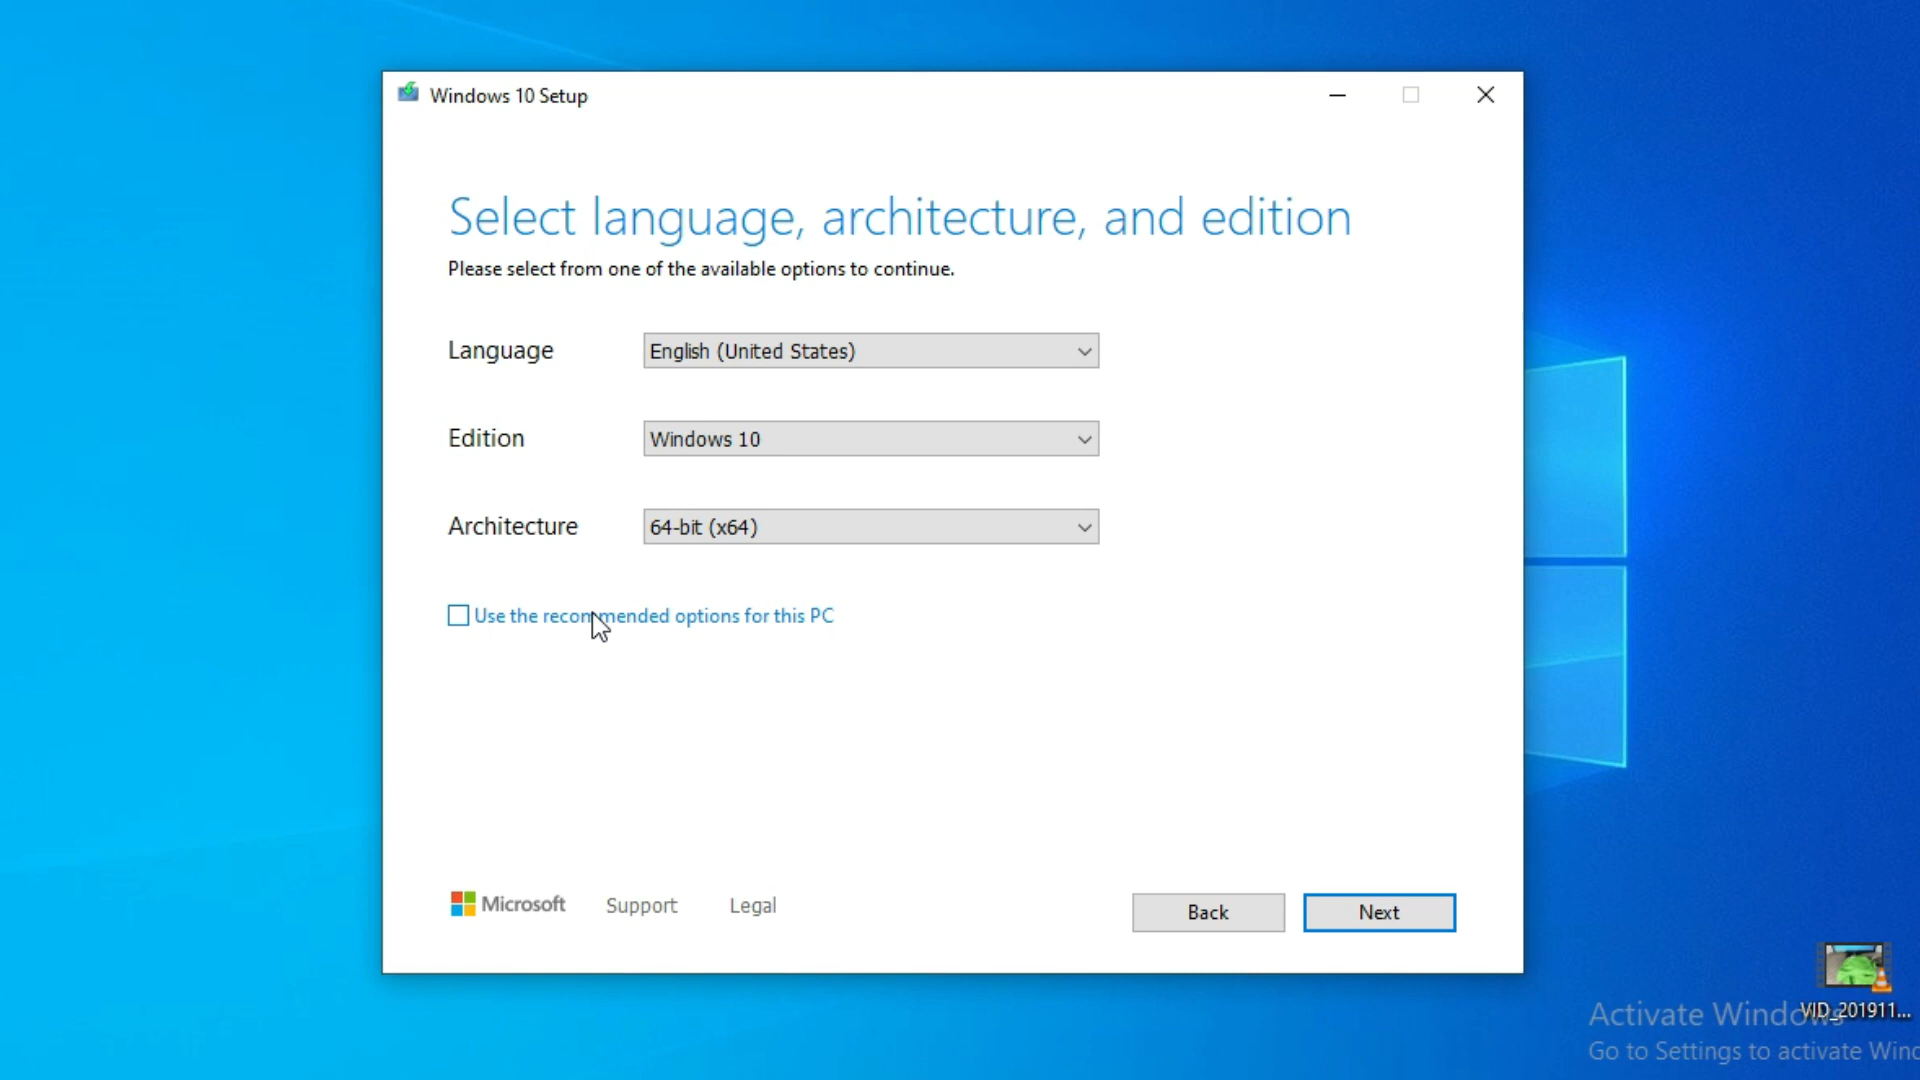 Windows 10 Setup
Select language, architecture, and edition
Please select from one of the available options to continue.
Language
English (United States)
Edition
Windows 10
Architecture
64-bit (x64)
Use the recommended options for this PC
Microsoft
Support
Legal
Back
Next
VID_201911...
Activate Windows
Go to Settings to activate